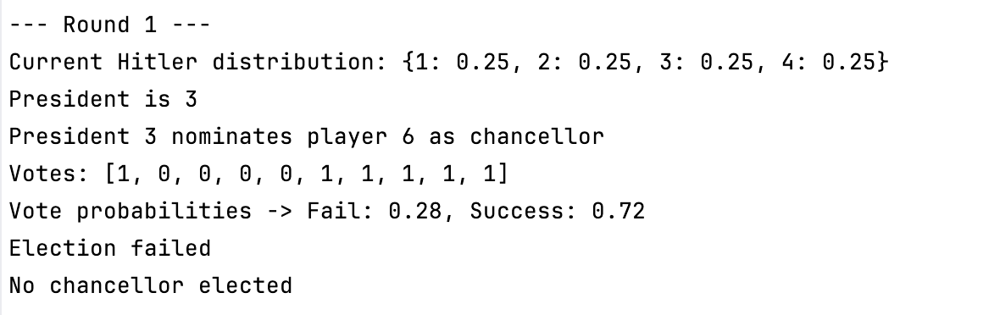 --- Round 1 ---
Current Hitler distribution: {1: 0.25, 2: 0.25, 3: 0.25, 4: 0.25}
President is 3
President 3 nominates player 6 as chancellor
Votes: [1, 0, 0, 0, 0, 1, 1, 1, 1, 1]
Vote probabilities -> Fail: 0.28, Success: 0.72
Election failed
No chancellor elected